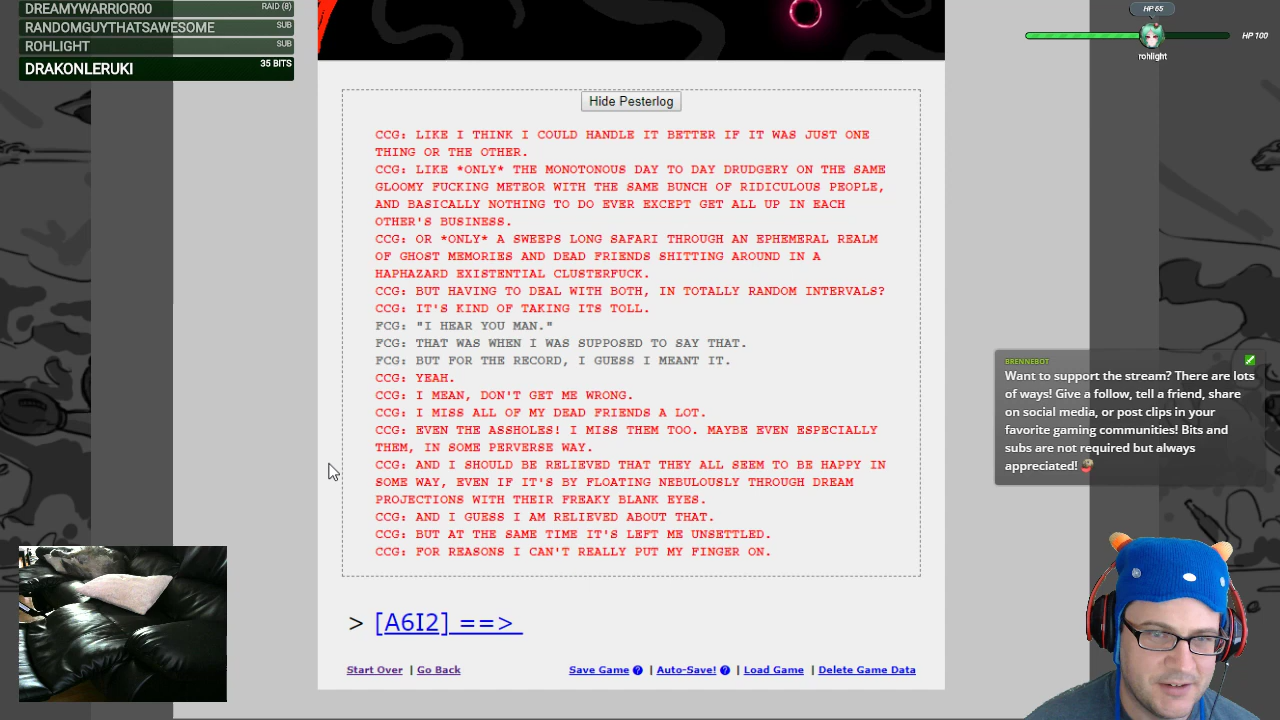 DREAMYWARRIOR00 RAID (8)
RANDOMGUYTHATSAWESOME SUB
ROHLIGHT SUB
DRAKONLERUKI 35 BITS
HP 65
HP 100
rohlight
Hide Pesterlog
CCG: LIKE I THINK I COULD HANDLE IT BETTER IF IT WAS JUST ONE
THING OR THE OTHER.
CCG: LIKE *ONLY* THE MONOTONOUS DAY TO DAY DRUDGERY ON THE SAME
GLOOMY FUCKING METEOR WITH THE SAME BUNCH OF RIDICULOUS PEOPLE,
AND BASICALLY NOTHING TO DO EVER EXCEPT GET ALL UP IN EACH
OTHER'S BUSINESS.
CCG: OR *ONLY* A SWEEPS LONG SAFARI THROUGH AN EPHEMERAL REALM
OF GHOST MEMORIES AND DEAD FRIENDS SHITTING AROUND IN A
HAPHAZARD EXISTENTIAL CLUSTERFUCK.
CCG: BUT HAVING TO DEAL WITH BOTH, IN TOTALLY RANDOM INTERVALS?
CCG: IT'S KIND OF TAKING ITS TOLL.
FCG: "I HEAR YOU MAN."
FCG: THAT WAS WHEN I WAS SUPPOSED TO SAY THAT.
FCG: BUT FOR THE RECORD, I GUESS I MEANT IT.
CCG: YEAH.
CCG: I MEAN, DON'T GET ME WRONG.
CCG: I MISS ALL OF MY DEAD FRIENDS A LOT.
CCG: EVEN THE ASSHOLES! I MISS THEM TOO. MAYBE EVEN ESPECIALLY
THEM, IN SOME PERVERSE WAY.
CCG: AND I SHOULD BE RELIEVED THAT THEY ALL SEEM TO BE HAPPY IN
SOME WAY, EVEN IF IT'S BY FLOATING NEBULOUSLY THROUGH DREAM
PROJECTIONS WITH THEIR FREAKY BLANK EYES.
CCG: AND I GUESS I AM RELIEVED ABOUT THAT.
CCG: BUT AT THE SAME TIME IT'S LEFT ME UNSETTLED.
CCG: FOR REASONS I CAN'T REALLY PUT MY FINGER ON.
> [A6I2] ==>
Start Over | Go Back
Save Game ? | Auto-Save! ? | Load Game | Delete Game Data
BRENNEBOT
Want to support the stream? There are lots
of ways! Give a follow, tell a friend, share
on social media, or post clips in your
favorite gaming communities! Bits and
subs are not required but always
appreciated!